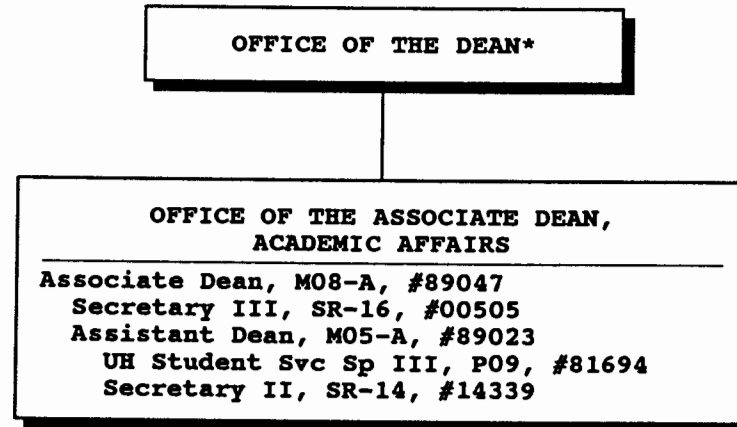 OFFICE OF THE DEAN*
OFFICE OF THE ASSOCIATE DEAN,
ACADEMIC AFFAIRS
Associate Dean, M08-A, #89047
Secretary III, SR-16, #00505
Assistant Dean, M05-A, #89023
UH Student Svc Sp III, P09, #81694
Secretary II, SR-14, #14339